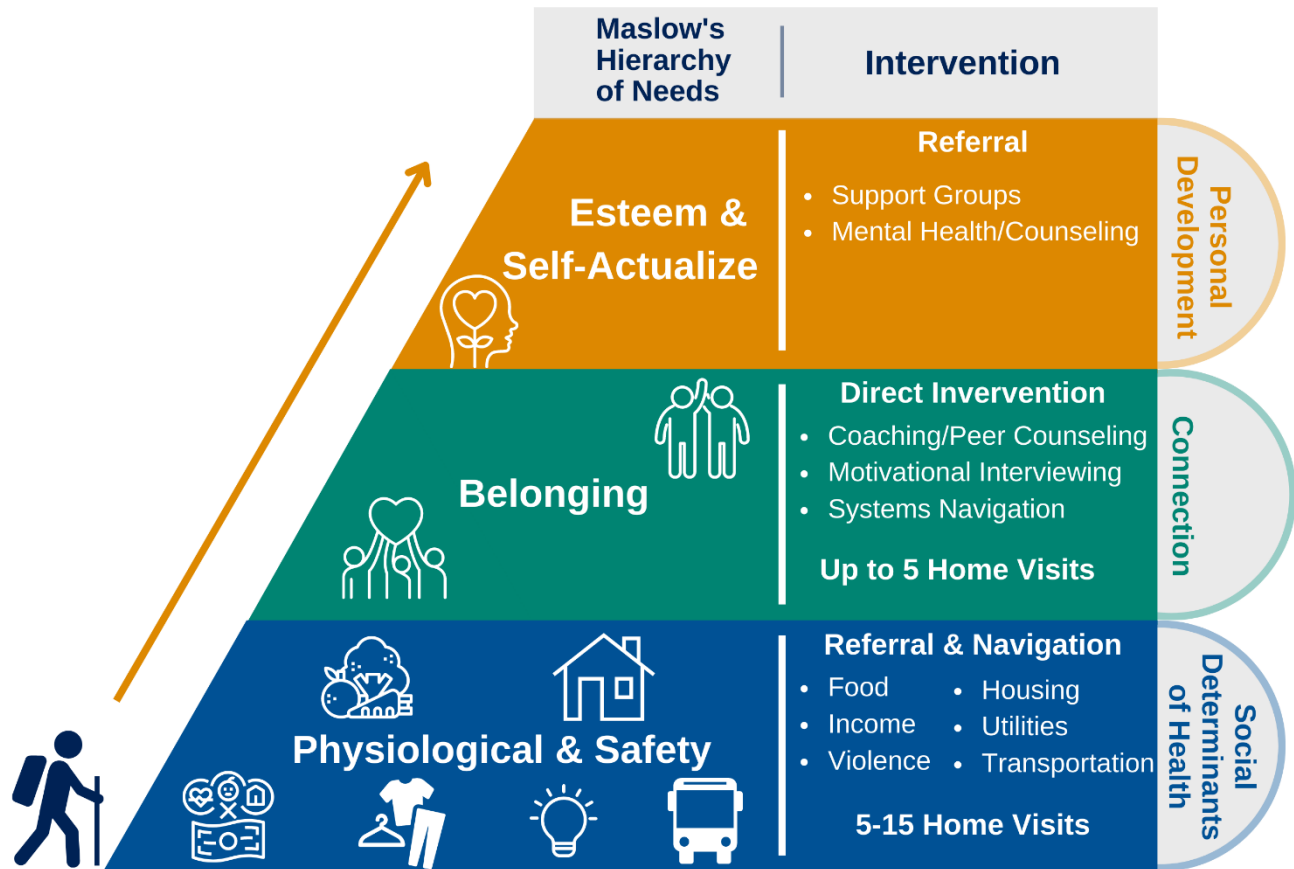 Maslow's
Hierarchy
of Needs
Intervention
Esteem &
Self-Actualize
Referral
• Support Groups
• Mental Health/Counseling
Personal
Development
Belonging
Direct Invervention
• Coaching/Peer Counseling
• Motivational Interviewing
• Systems Navigation
Up to 5 Home Visits
Connection
Physiological & Safety
Referral & Navigation
• Food
• Income
• Violence
• Housing
• Utilities
• Transportation
5-15 Home Visits
Social
Determinants
of Health